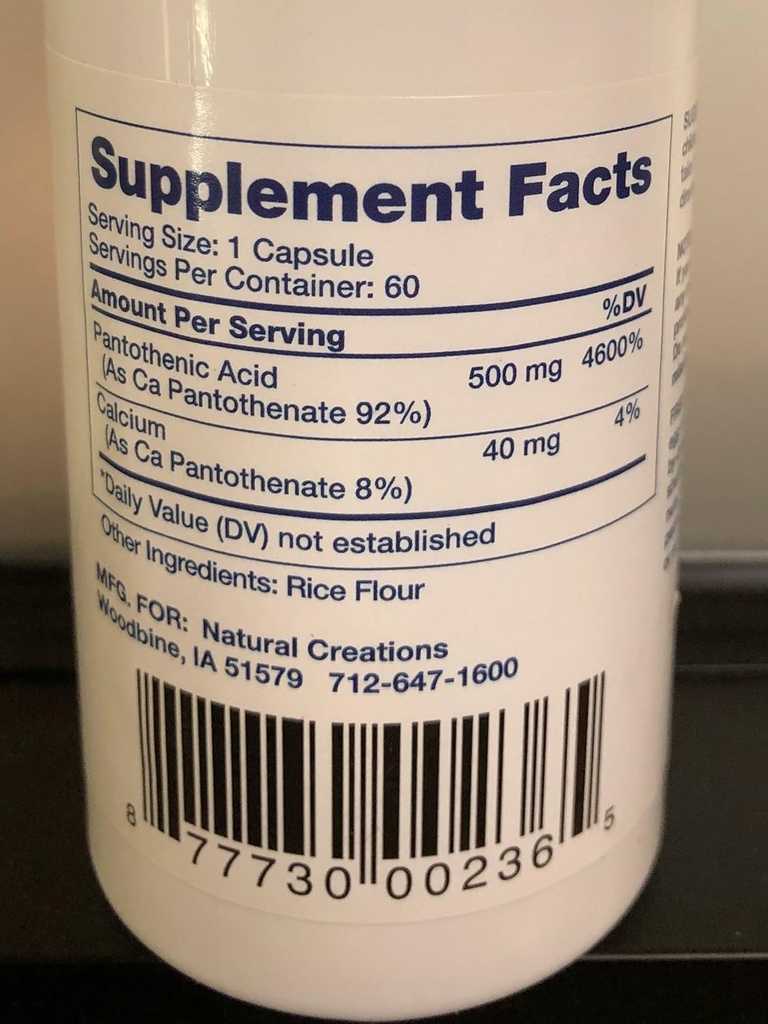 Supplement Facts
Serving Size: 1 Capsule
Servings Per Container: 60
Amount Per Serving %DV
Pantothenic Acid 500 mg 4600%
(As Ca Pantothenate 92%)
Calcium 40 mg 4%
(As Ca Pantothenate 8%)
*Daily Value (DV) not established
Other Ingredients: Rice Flour
MFG. FOR: Natural Creations
Woodbine, IA 51579 712-647-1600
8 77730 00236 5